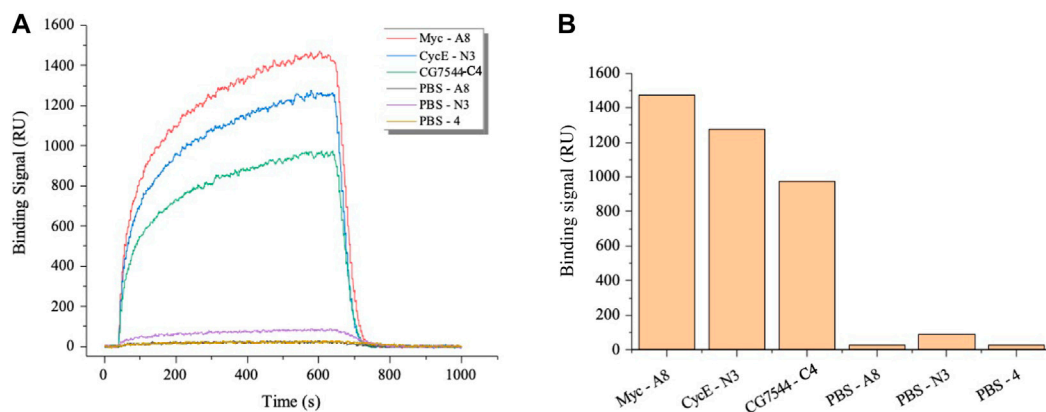 A
1600
1400
1200
1000
800
600
400
200
0
Binding Signal (RU)
0 200 400 600 800 1000
Time (s)
Myc - A8
CycE - N3
CG7544-C4
PBS - A8
PBS - N3
PBS - 4
B
1600
1400
1200
1000
800
600
400
200
0
Binding signal (RU)
Myc - A8
CycE - N3
CG7544 - C4
PBS - A8
PBS - N3
PBS - 4